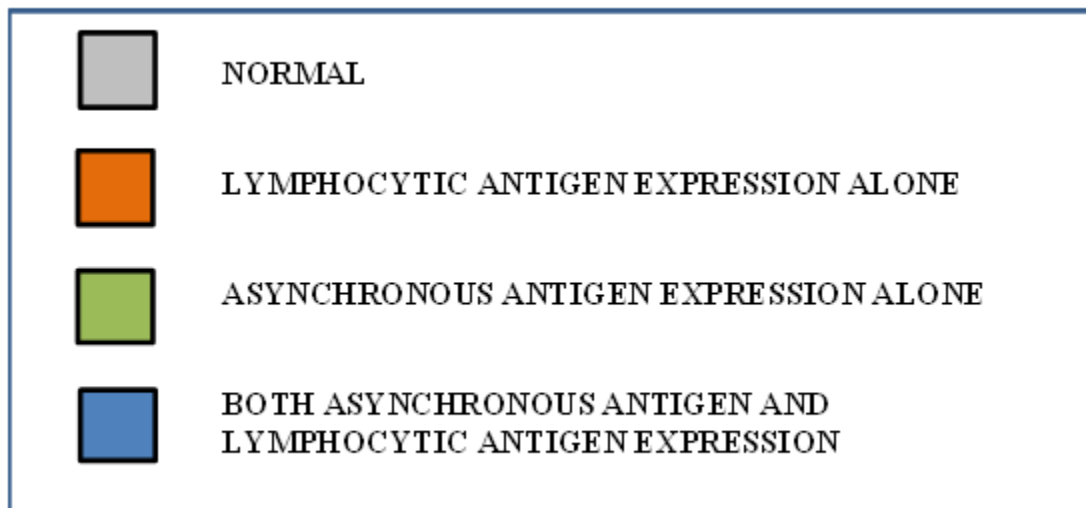 NORMAL
LYMPHOCYTIC ANTIGEN EXPRESSION ALONE
ASYNCHRONOUS ANTIGEN EXPRESSION ALONE
BOTH ASYNCHRONOUS ANTIGEN AND
LYMPHOCYTIC ANTIGEN EXPRESSION